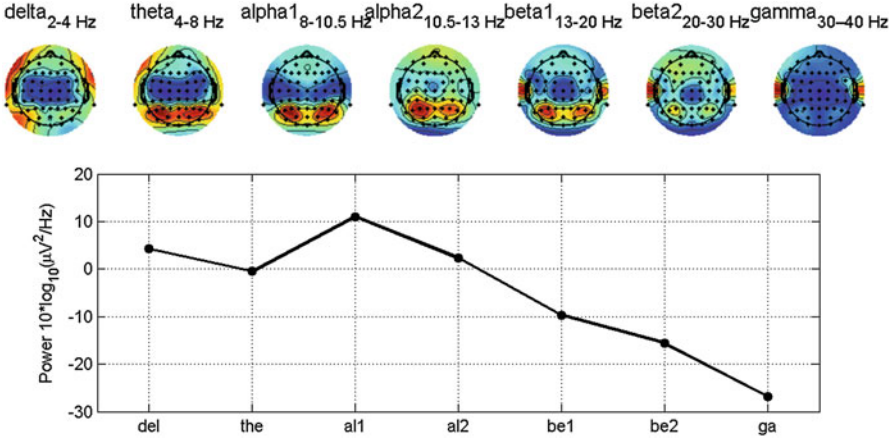 delta2-4 Hz theta4-8 Hz alpha18-10.5 Hz alpha210.5-13 Hz beta113-20 Hz beta220-30 Hz gamma30–40 Hz
20
10
0
-10
-20
-30
Power 10*log10(μV2/Hz)
del the al1 al2 be1 be2 ga